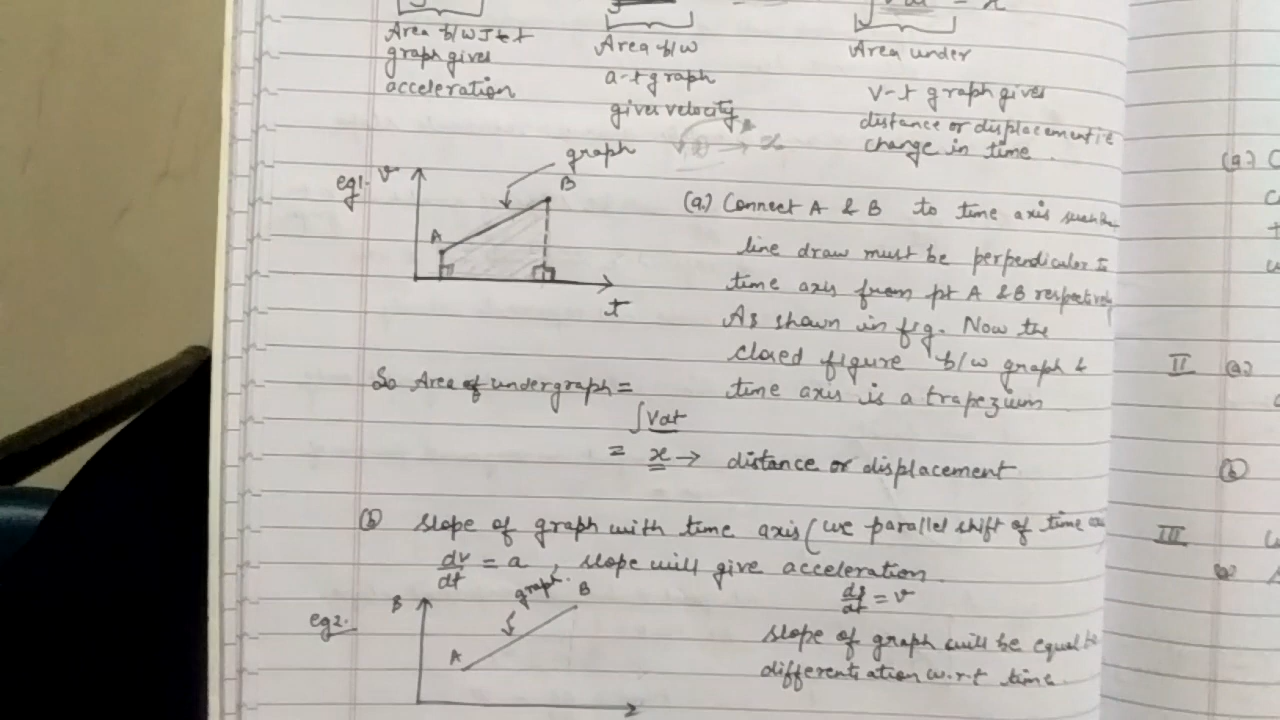 Area b/w J & t
graph gives
acceleration
Area b/w
a-t graph
gives velocity
Area under
v-t graph gives
distance or displacement i.e
change in time.
x
eg1. v
graph
A
B
t
(a.) Connect A & B to time axis such
line draw must be perpendicular to
time axis from pt A & B respectively
As shown in fig. Now the
closed figure b/w graph &
time axis is a trapezium
So Area of undergraph =
∫vdt
= x → distance or displacement
(b) slope of graph with time axis (we parallel shift of time
dv/dt = a , slope will give acceleration.
eg2.
B
graph.
A
B
ds/dt = v
slope of graph will be equal to
differentiation w.r.t time.
(a.)
II (a.)
(b)
III